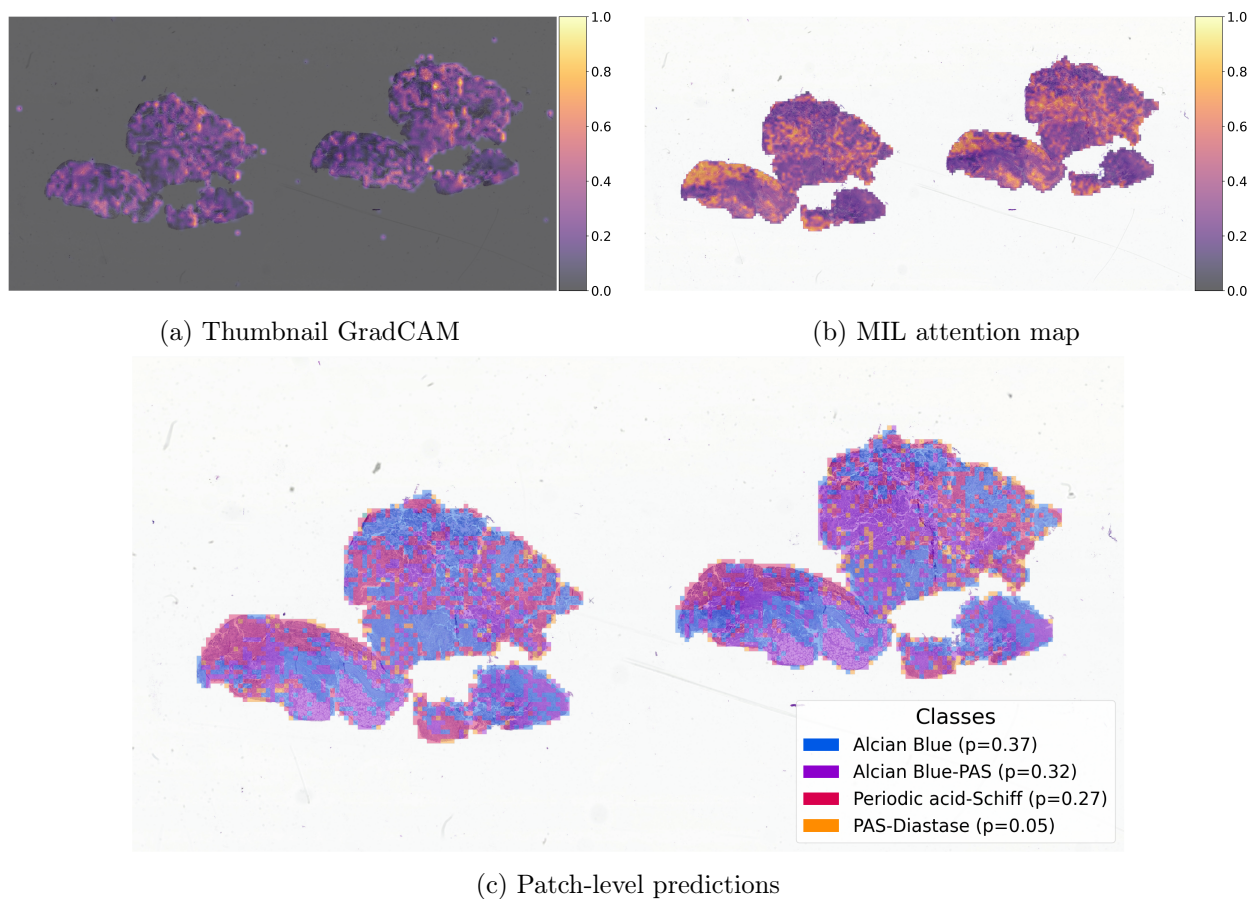 1.0
0.8
0.6
0.4
0.2
0.0
(a) Thumbnail GradCAM
1.0
0.8
0.6
0.4
0.2
0.0
(b) MIL attention map
Classes
Alcian Blue (p=0.37)
Alcian Blue-PAS (p=0.32)
Periodic acid-Schiff (p=0.27)
PAS-Diastase (p=0.05)
(c) Patch-level predictions